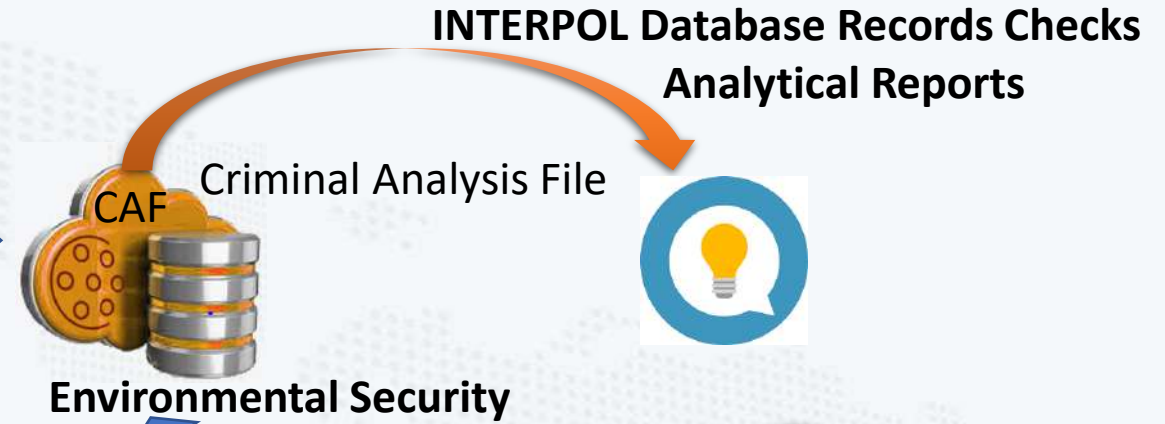 INTERPOL Database Records Checks
Analytical Reports
Criminal Analysis File
CAF
Environmental Security